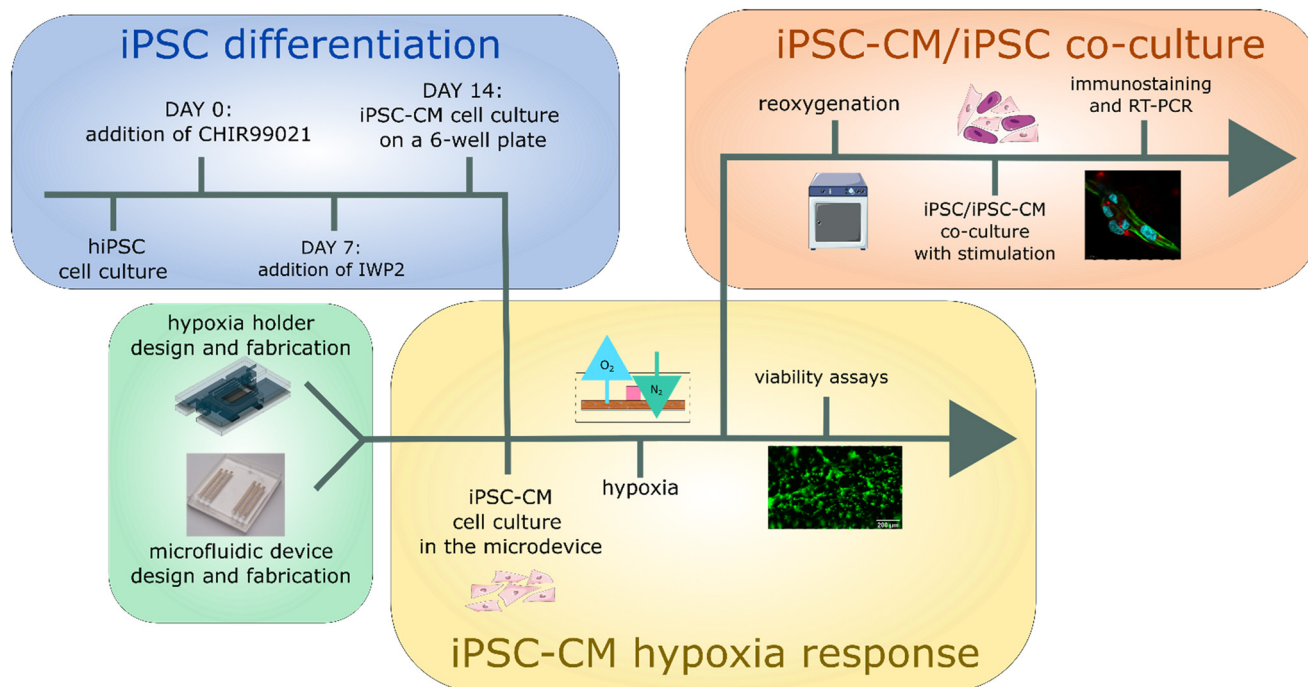 iPSC differentiation
DAY 0:
addition of CHIR99021
DAY 14:
iPSC-CM cell culture
on a 6-well plate
hiPSC
cell culture
DAY 7:
addition of IWP2
iPSC-CM/iPSC co-culture
reoxygenation
immunostaining
and RT-PCR
iPSC/iPSC-CM
co-culture
with stimulation
hypoxia holder
design and fabrication
microfluidic device
design and fabrication
O2
N2
viability assays
iPSC-CM
cell culture
in the microdevice
hypoxia
200 µm
iPSC-CM hypoxia response